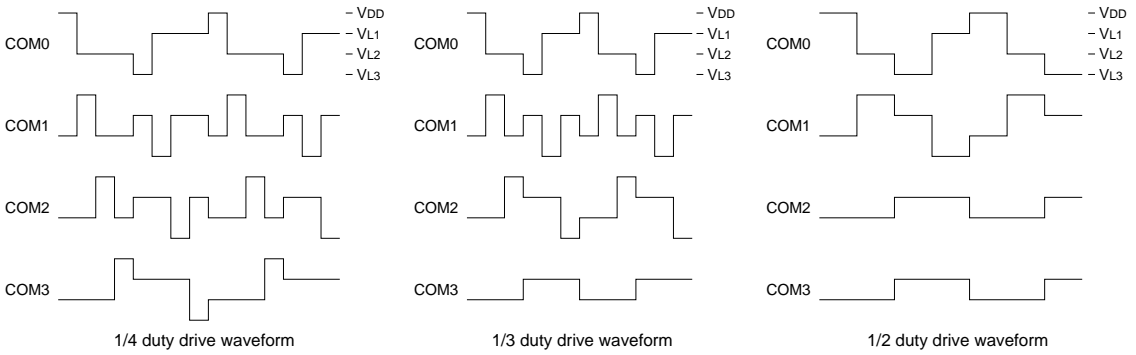 COM0
– VDD
– VL1
– VL2
– VL3
COM1
COM2
COM3
1/4 duty drive waveform
COM0
– VDD
– VL1
– VL2
– VL3
COM1
COM2
COM3
1/3 duty drive waveform
COM0
– VDD
– VL1
– VL2
– VL3
COM1
COM2
COM3
1/2 duty drive waveform